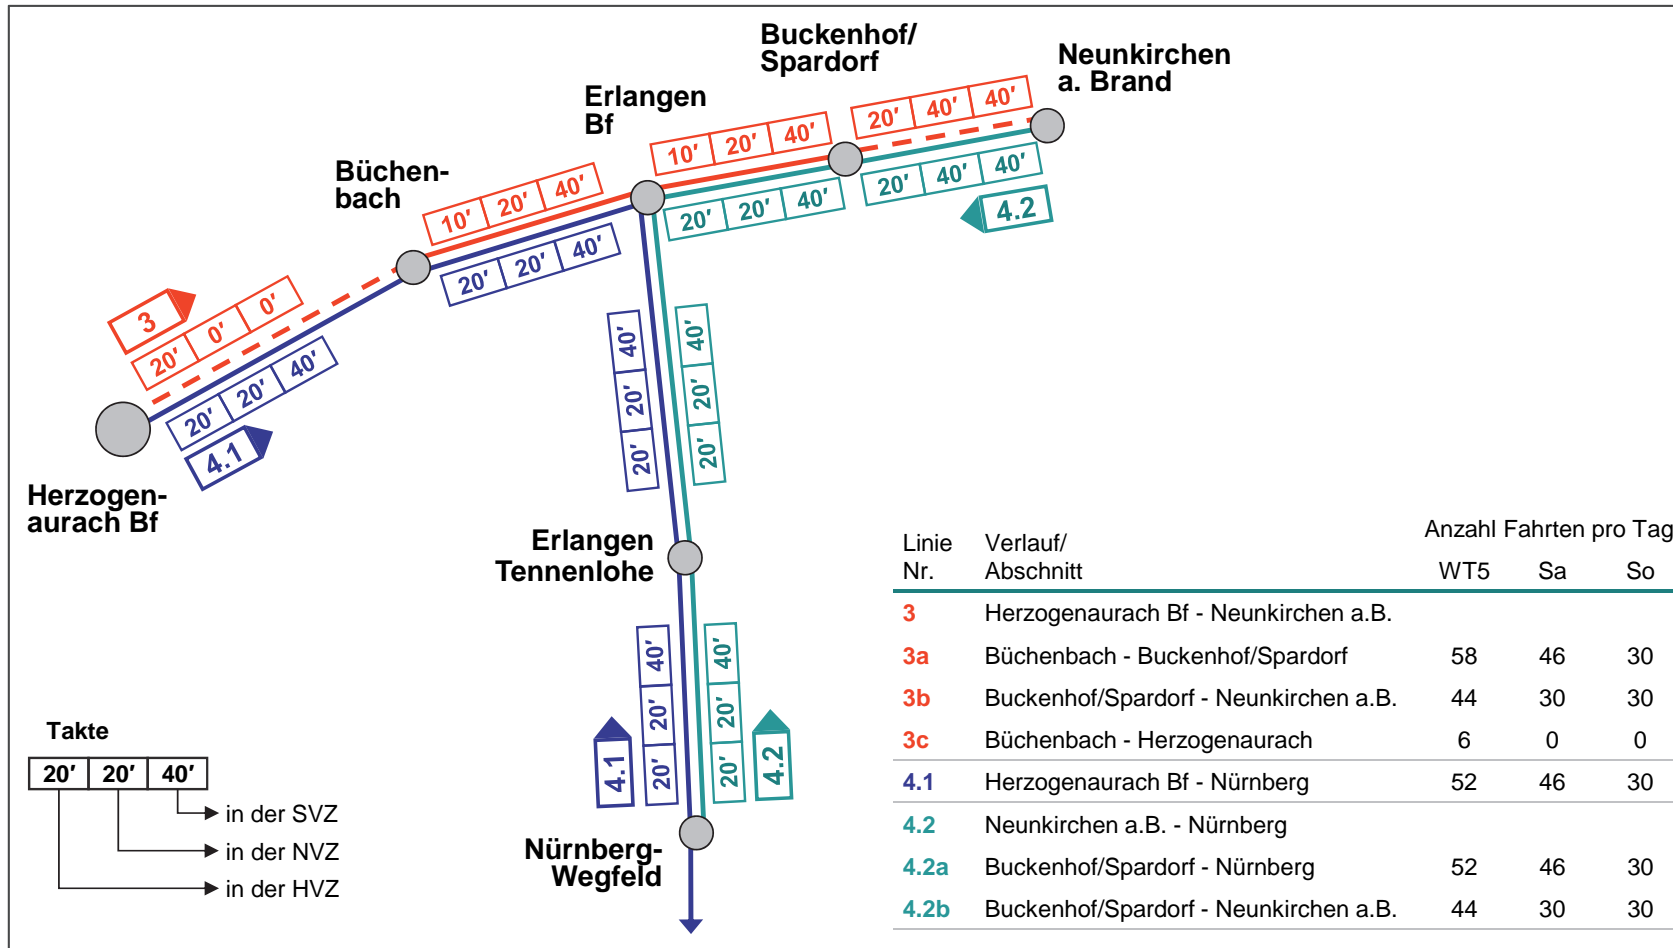 Buckenhof/
Spardorf
Neunkirchen
a. Brand
Erlangen
Bf
Büchen-
bach
20′ 40′ 40′
10′ 20′ 40′
10′ 20′ 40′
20′ 40′ 40′
20′ 20′ 40′
4.2
20′ 20′ 40′
3
20′ 0′ 0′
20′ 20′ 40′
4.1
Herzogen-
aurach Bf
20′ 20′ 40′
20′ 20′ 40′
Erlangen
Tennenlohe
20′ 20′ 40′
20′ 20′ 40′
4.1
4.2
Nürnberg-
Wegfeld
Takte
20′ 20′ 40′
in der SVZ
in der NVZ
in der HVZ
Linie Verlauf/ Anzahl Fahrten pro Tag
Nr. Abschnitt WT5 Sa So
3 Herzogenaurach Bf - Neunkirchen a.B.
3a Büchenbach - Buckenhof/Spardorf 58 46 30
3b Buckenhof/Spardorf - Neunkirchen a.B. 44 30 30
3c Büchenbach - Herzogenaurach 6 0 0
4.1 Herzogenaurach Bf - Nürnberg 52 46 30
4.2 Neunkirchen a.B. - Nürnberg
4.2a Buckenhof/Spardorf - Nürnberg 52 46 30
4.2b Buckenhof/Spardorf - Neunkirchen a.B. 44 30 30